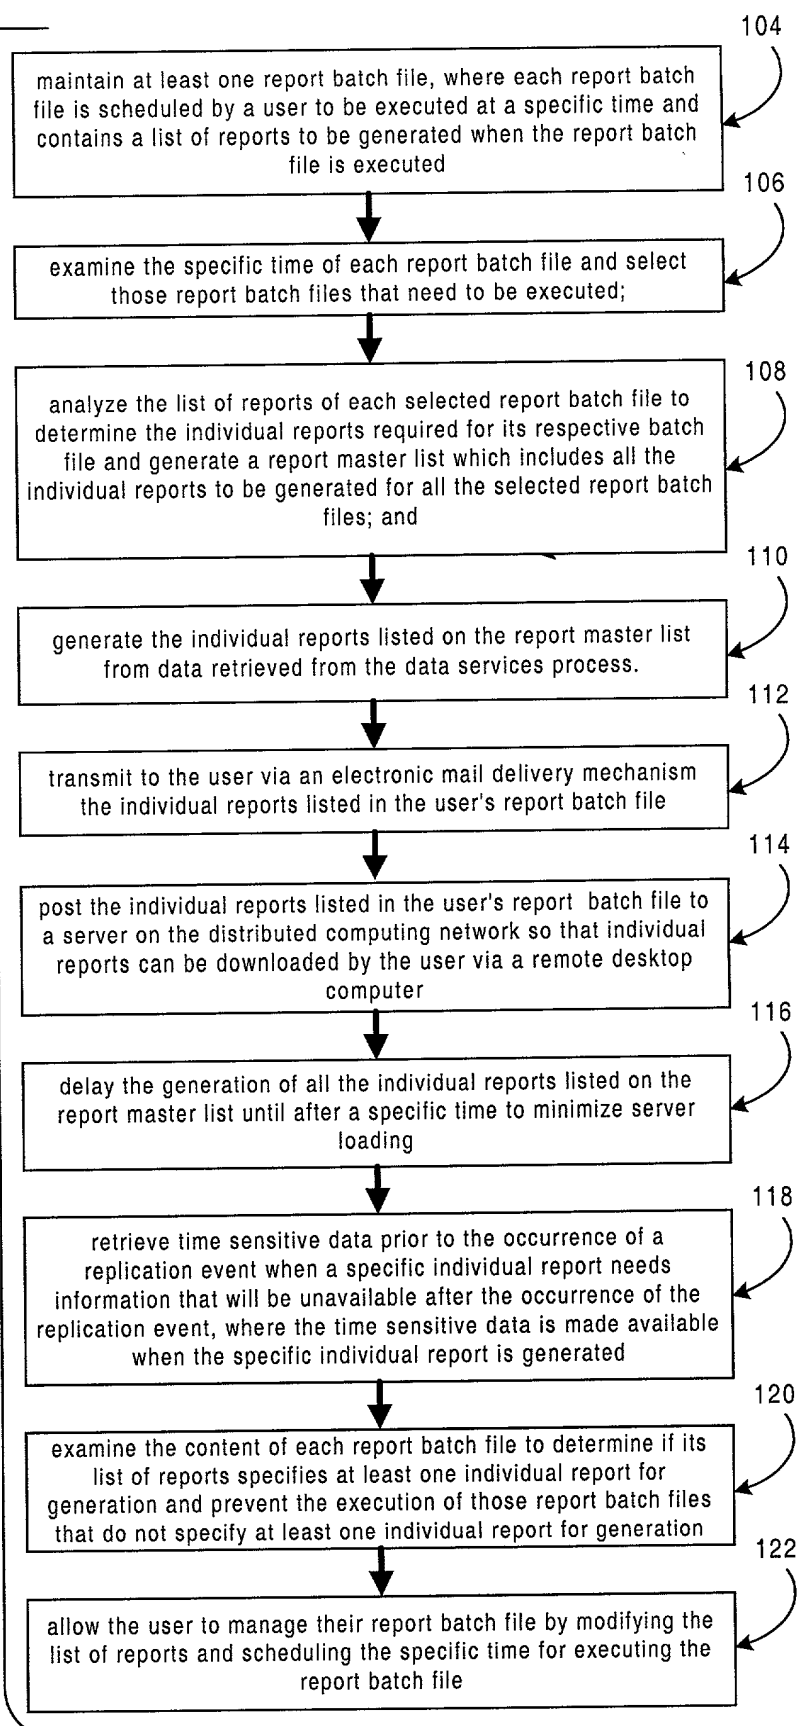 104
maintain at least one report batch file, where each report batch
file is scheduled by a user to be executed at a specific time and
contains a list of reports to be generated when the report batch
file is executed
106
examine the specific time of each report batch file and select
those report batch files that need to be executed;
108
analyze the list of reports of each selected report batch file to
determine the individual reports required for its respective batch
file and generate a report master list which includes all the
individual reports to be generated for all the selected report batch
files; and
110
generate the individual reports listed on the report master list
from data retrieved from the data services process.
112
transmit to the user via an electronic mail delivery mechanism
the individual reports listed in the user's report batch file
114
post the individual reports listed in the user's report batch file to
a server on the distributed computing network so that individual
reports can be downloaded by the user via a remote desktop
computer
116
delay the generation of all the individual reports listed on the
report master list until after a specific time to minimize server
loading
118
retrieve time sensitive data prior to the occurrence of a
replication event when a specific individual report needs
information that will be unavailable after the occurrence of the
replication event, where the time sensitive data is made available
when the specific individual report is generated
120
examine the content of each report batch file to determine if its
list of reports specifies at least one individual report for
generation and prevent the execution of those report batch files
that do not specify at least one individual report for generation
122
allow the user to manage their report batch file by modifying the
list of reports and scheduling the specific time for executing the
report batch file